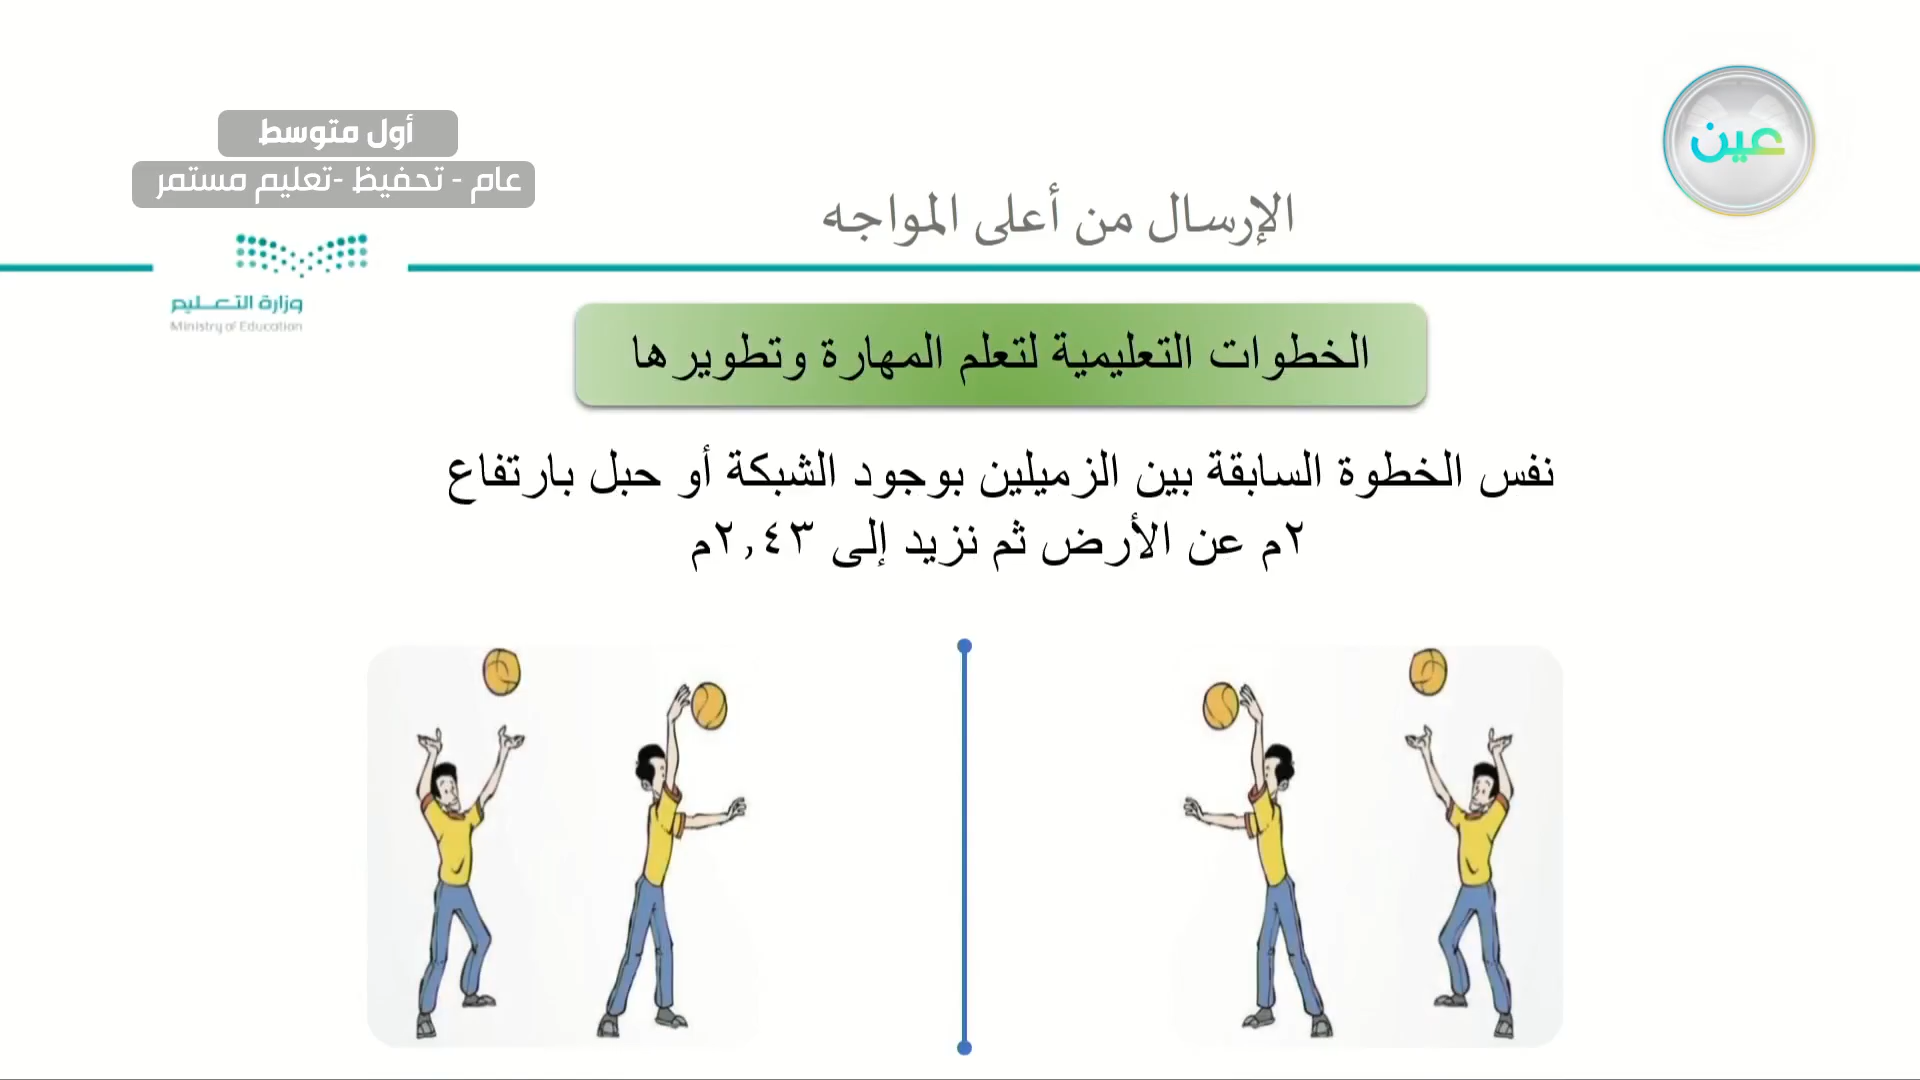 أول متوسط
عام - تحفيظ -تعليم مستمر
عين
الإرسال من أعلى المواجه
وزارة التعليم
Ministry of Education
الخطوات التعليمية لتعلم المهارة وتطويرها
نفس الخطوة السابقة بين الزميلين بوجود الشبكة أو حبل بارتفاع
٢م عن الأرض ثم نزيد إلى ٢,٤٣م